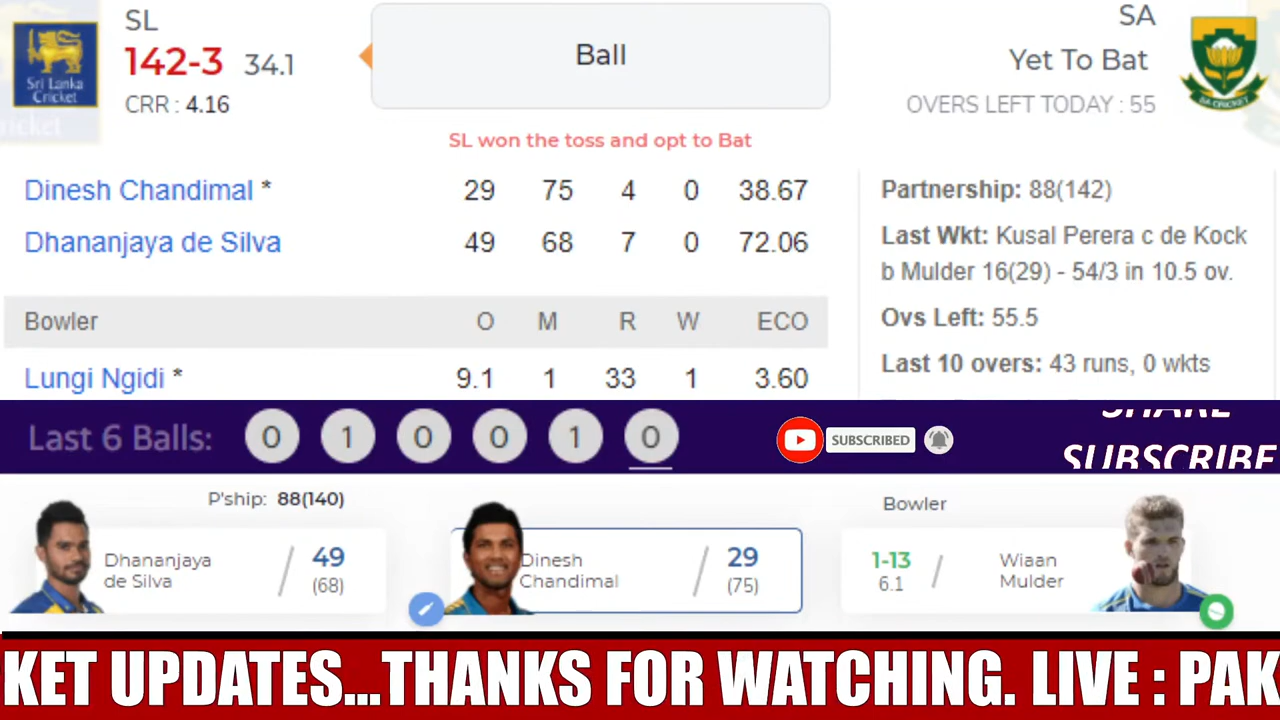 SL
142-3 34.1
CRR : 4.16
Sri Lanka
Cricket
Ball
SA
Yet To Bat
OVERS LEFT TODAY : 55
SA CRICKET
SL won the toss and opt to Bat
Dinesh Chandimal * 29 75 4 0 38.67
Dhananjaya de Silva 49 68 7 0 72.06
Bowler O M R W ECO
Lungi Ngidi * 9.1 1 33 1 3.60
Partnership: 88(142)
Last Wkt: Kusal Perera c de Kock
b Mulder 16(29) - 54/3 in 10.5 ov.
Ovs Left: 55.5
Last 10 overs: 43 runs, 0 wkts
Last 6 Balls: 0 1 0 0 1 0
SUBSCRIBED
SHARE
SUBSCRIBE
P'ship: 88(140)
Dhananjaya
de Silva
49
(68)
Dinesh
Chandimal
29
(75)
Bowler
1-13
6.1
Wiaan
Mulder
KET UPDATES...THANKS FOR WATCHING. LIVE : PAK